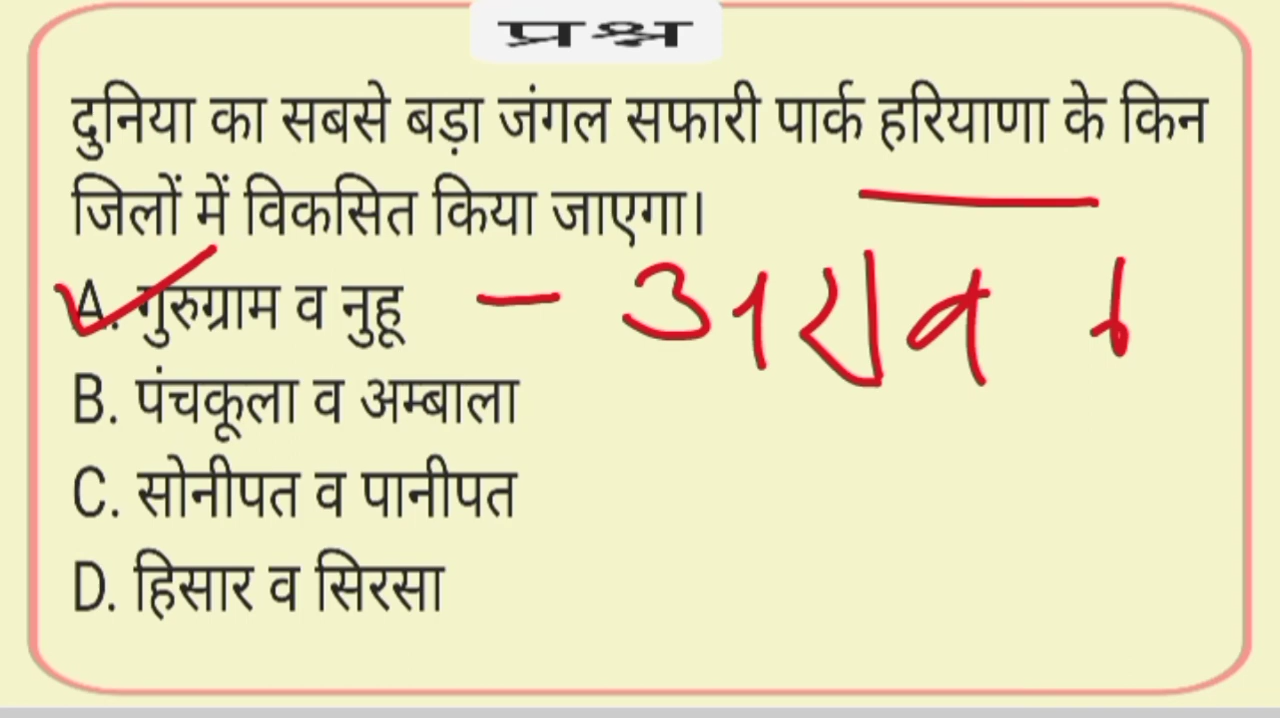 प्रश्न
दुनिया का सबसे बड़ा जंगल सफारी पार्क हरियाणा के किन
जिलों में विकसित किया जाएगा।
A. गुरुग्राम व नुहू -
B. पंचकूला व अम्बाला
C. सोनीपत व पानीपत
D. हिसार व सिरसा